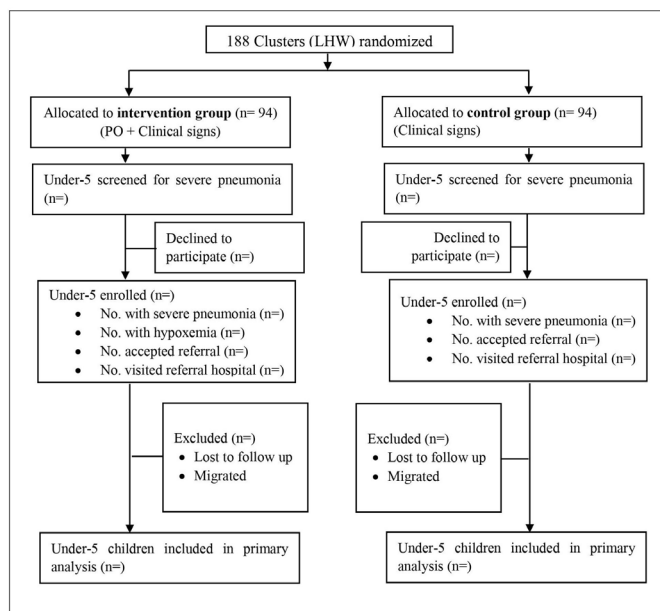 188 Clusters (LHW) randomized
Allocated to intervention group (n= 94)
(PO + Clinical signs)
Allocated to control group (n= 94)
(Clinical signs)
Under-5 screened for severe pneumonia
(n=)
Under-5 screened for severe pneumonia
(n=)
Declined to
participate (n=)
Declined to
participate (n=)
Under-5 enrolled (n=)
• No. with severe pneumonia (n=)
• No. with hypoxemia (n=)
• No. accepted referral (n=)
• No. visited referral hospital (n=)
Under-5 enrolled (n=)
• No. with severe pneumonia (n=)
• No. accepted referral (n=)
• No. visited referral hospital (n=)
Excluded (n=)
• Lost to follow up
• Migrated
Excluded (n=)
• Lost to follow up
• Migrated
Under-5 children included in primary
analysis (n=)
Under-5 children included in primary
analysis (n=)